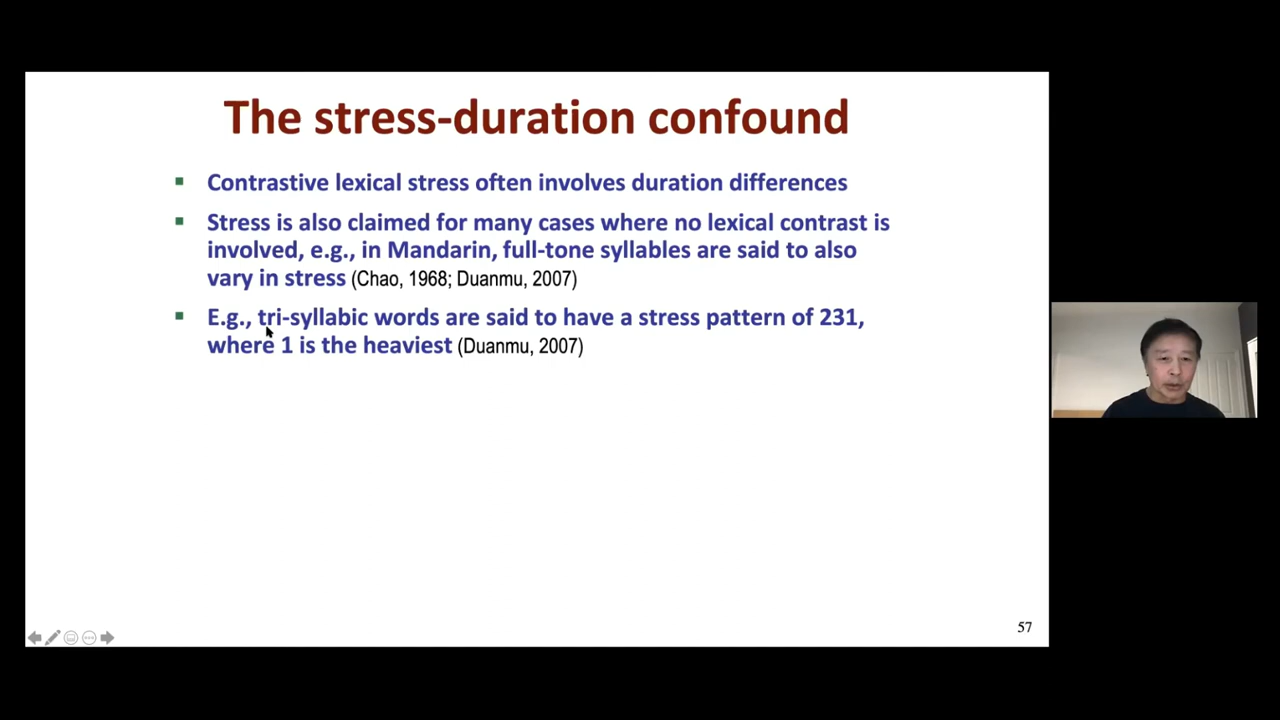 The stress-duration confound
Contrastive lexical stress often involves duration differences
Stress is also claimed for many cases where no lexical contrast is
involved, e.g., in Mandarin, full-tone syllables are said to also
vary in stress (Chao, 1968; Duanmu, 2007)
E.g., tri-syllabic words are said to have a stress pattern of 231,
where 1 is the heaviest (Duanmu, 2007)
57